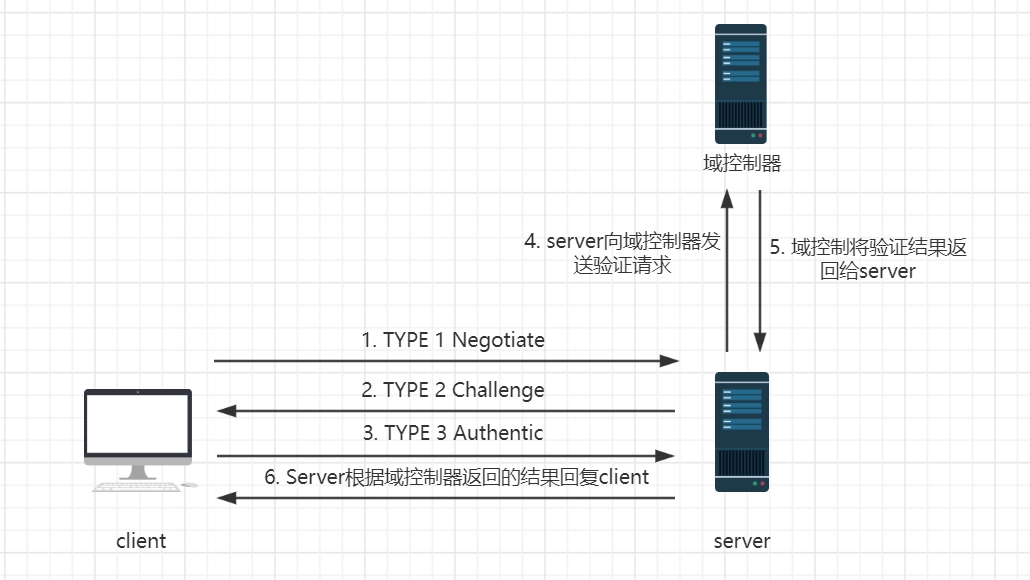 域控制器
4. server向域控制器发
送验证请求
5. 域控制将验证结果返
回给server
1. TYPE 1 Negotiate
2. TYPE 2 Challenge
3. TYPE 3 Authentic
6. Server根据域控制器返回的结果回复client
client
server